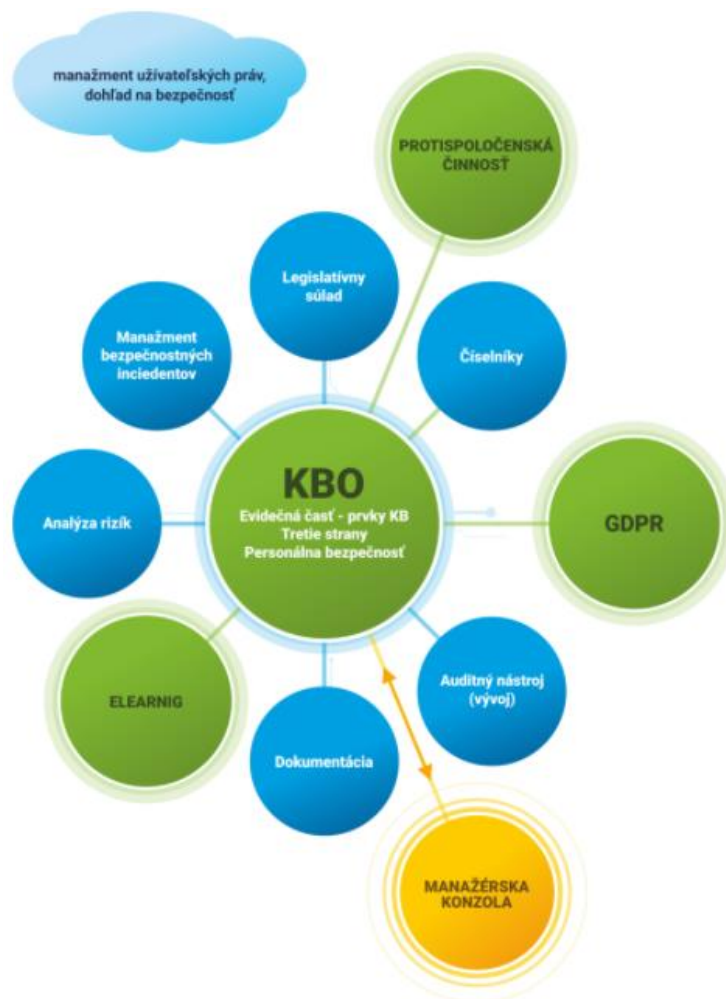 manažment užívateľských práv,
dohľad na bezpečnosť
PROTISPOLOČENSKÁ
ČINNOSŤ
Legislatívny
súlad
Manažment
bezpečnostných
inciedentov
Číselníky
KBO
Evidečná časť - prvky KB
Tretie strany
Personálna bezpečnosť
Analýza rizík
GDPR
ELEARNIG
Auditný nástroj
(vývoj)
Dokumentácia
MANAŽÉRSKA
KONZOLA